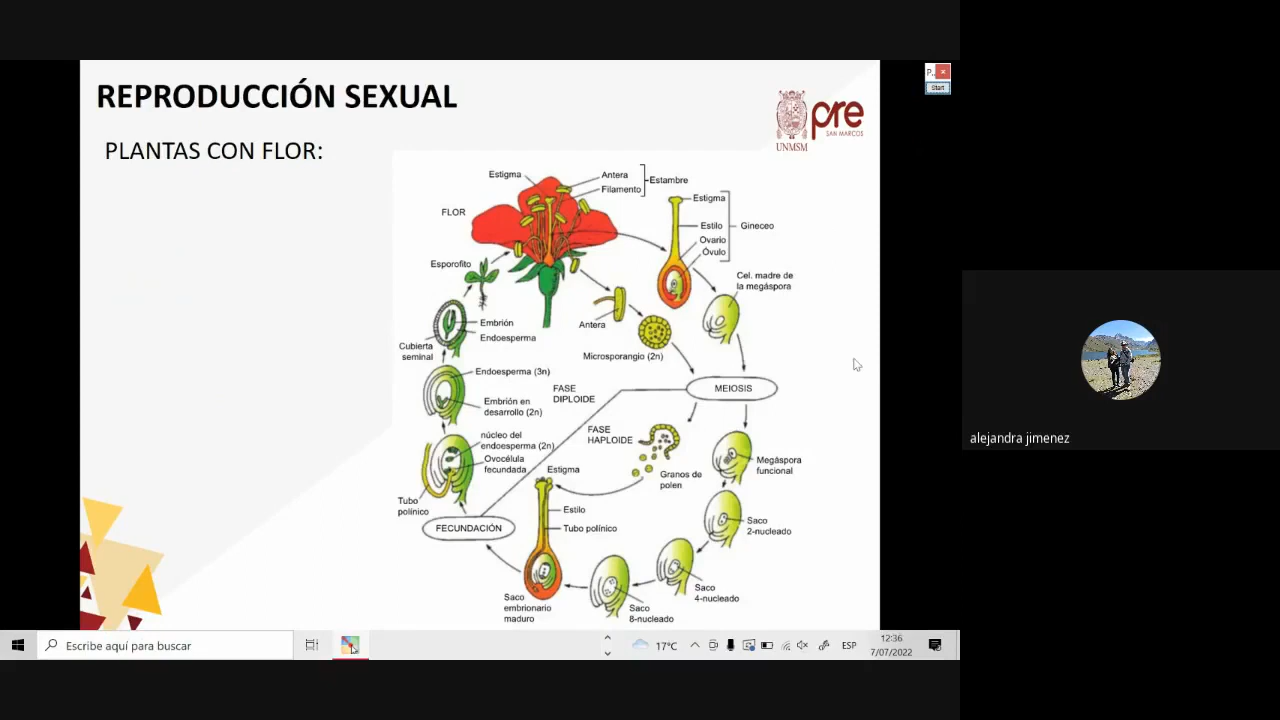 REPRODUCCIÓN SEXUAL
PLANTAS CON FLOR:
pre
SAN MARCOS
UNMSM
P..
Start
Estigma
Antera
Filamento
Estambre
FLOR
Estigma
Estilo
Gineceo
Ovario
Óvulo
Esporofito
Cel. madre de
la megáspora
Embrión
Endoesperma
Cubierta
seminal
Antera
Microsporangio (2n)
Endoesperma (3n)
Embrión en
desarrollo (2n)
FASE
DIPLOIDE
MEIOSIS
FASE
HAPLOIDE
núcleo del
endoesperma (2n)
Ovocélula
fecundada
Estigma
Granos de
polen
Megáspora
funcional
Tubo
polínico
Estilo
Tubo polínico
FECUNDACIÓN
Saco
2-nucleado
Saco
4-nucleado
Saco
embrionario
maduro
Saco
8-nucleado
alejandra jimenez
Escribe aquí para buscar
17°C
ESP
12:36
7/07/2022